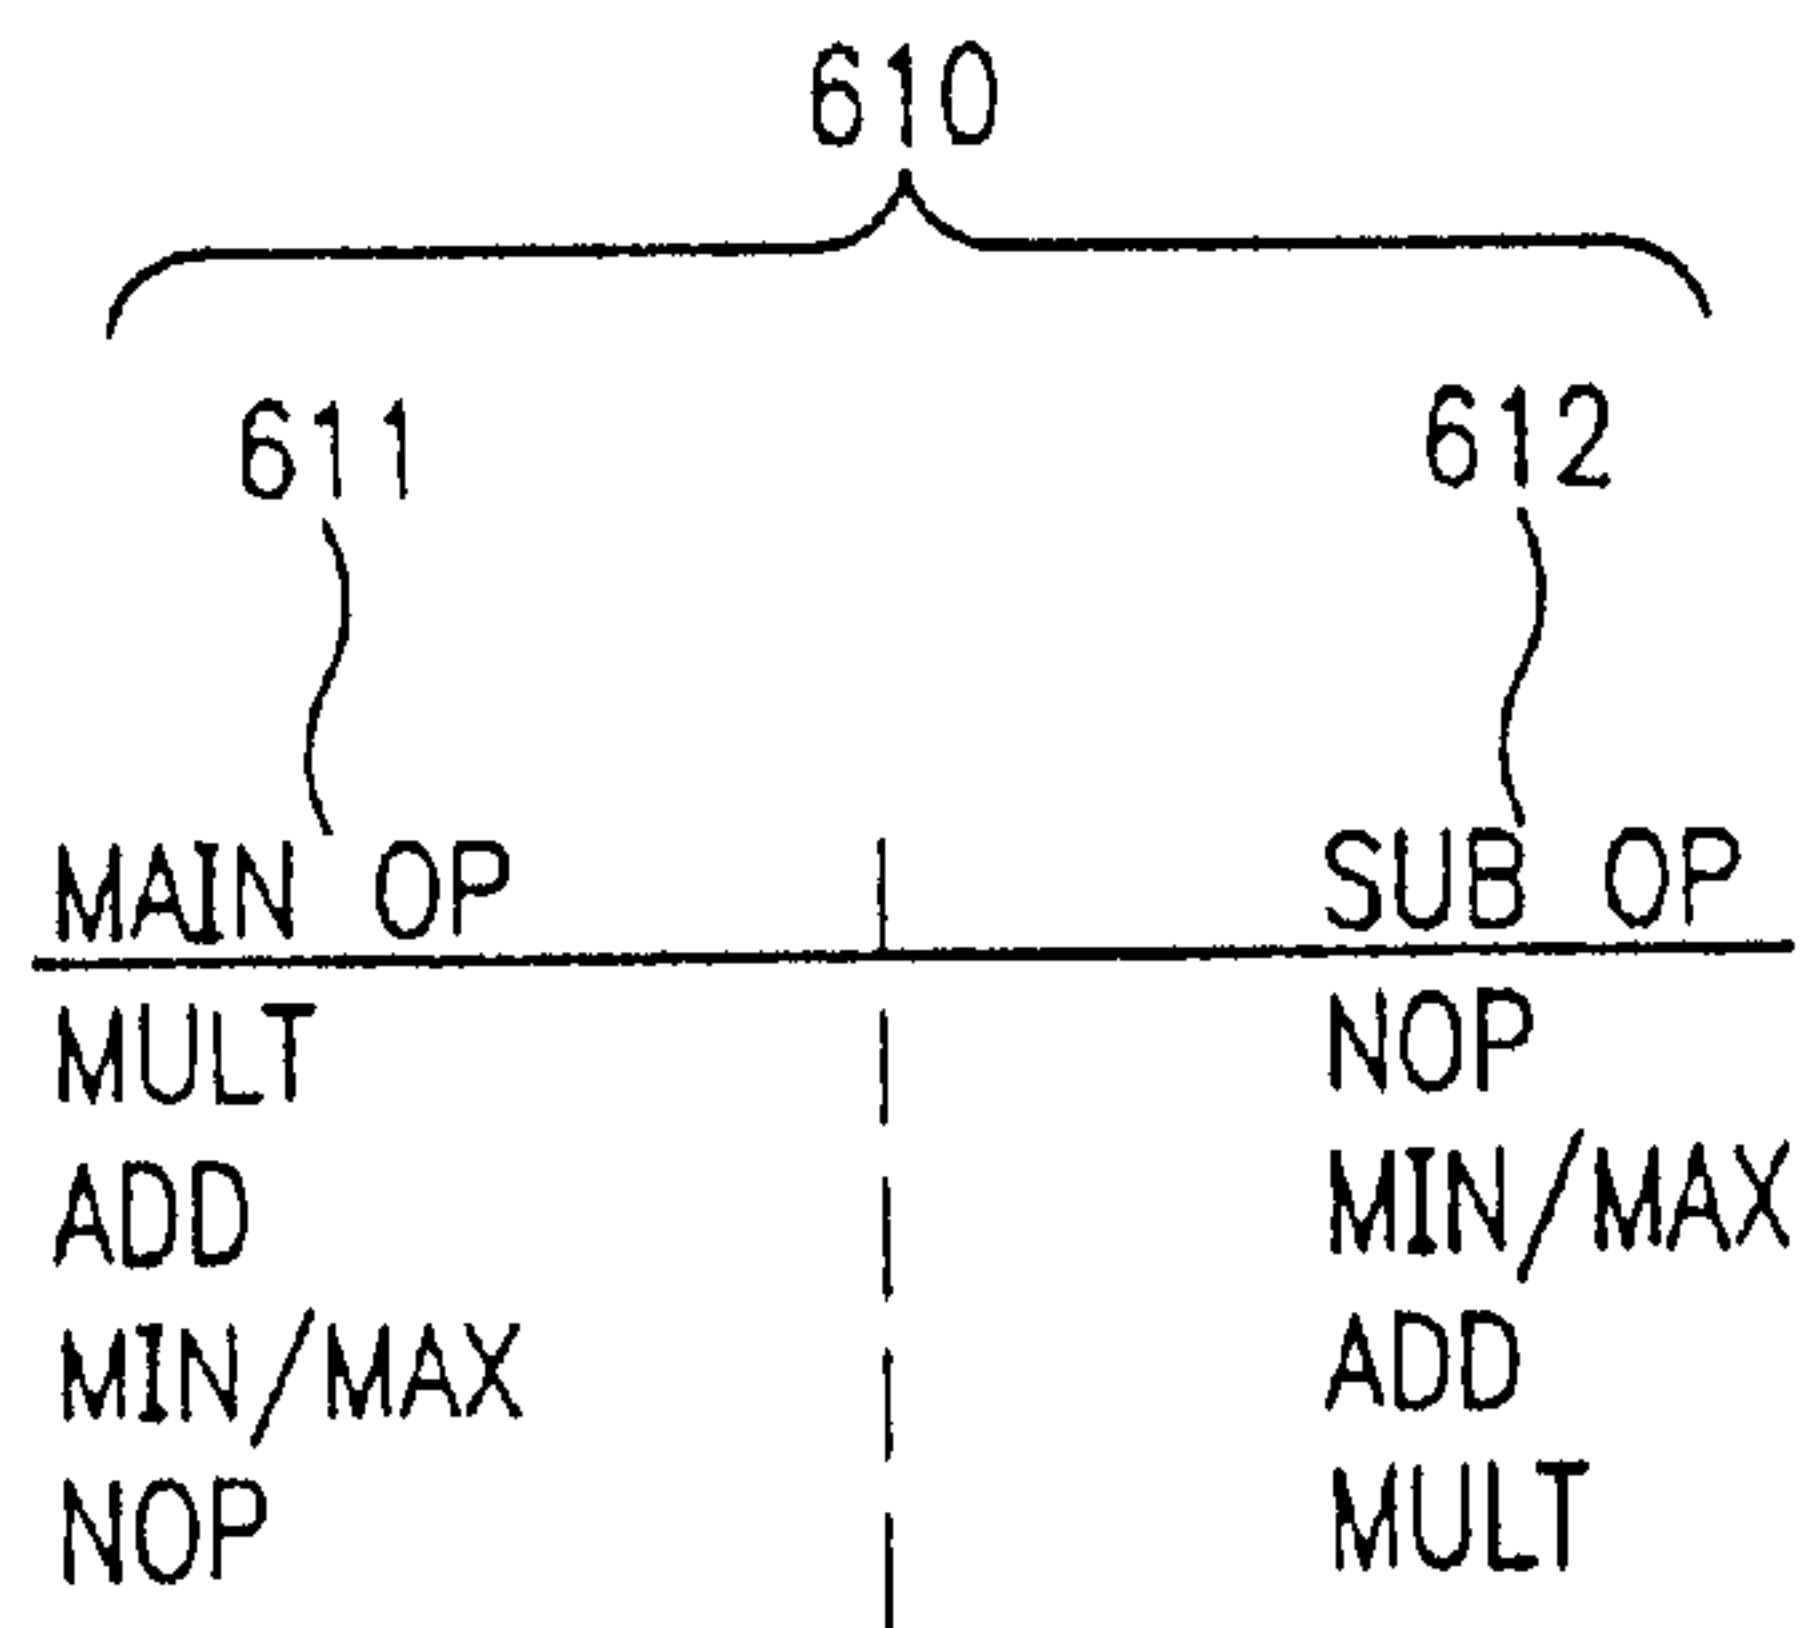 610
611 612
MAIN OP SUB OP
MULT NOP
ADD MIN/MAX
MIN/MAX ADD
NOP MULT